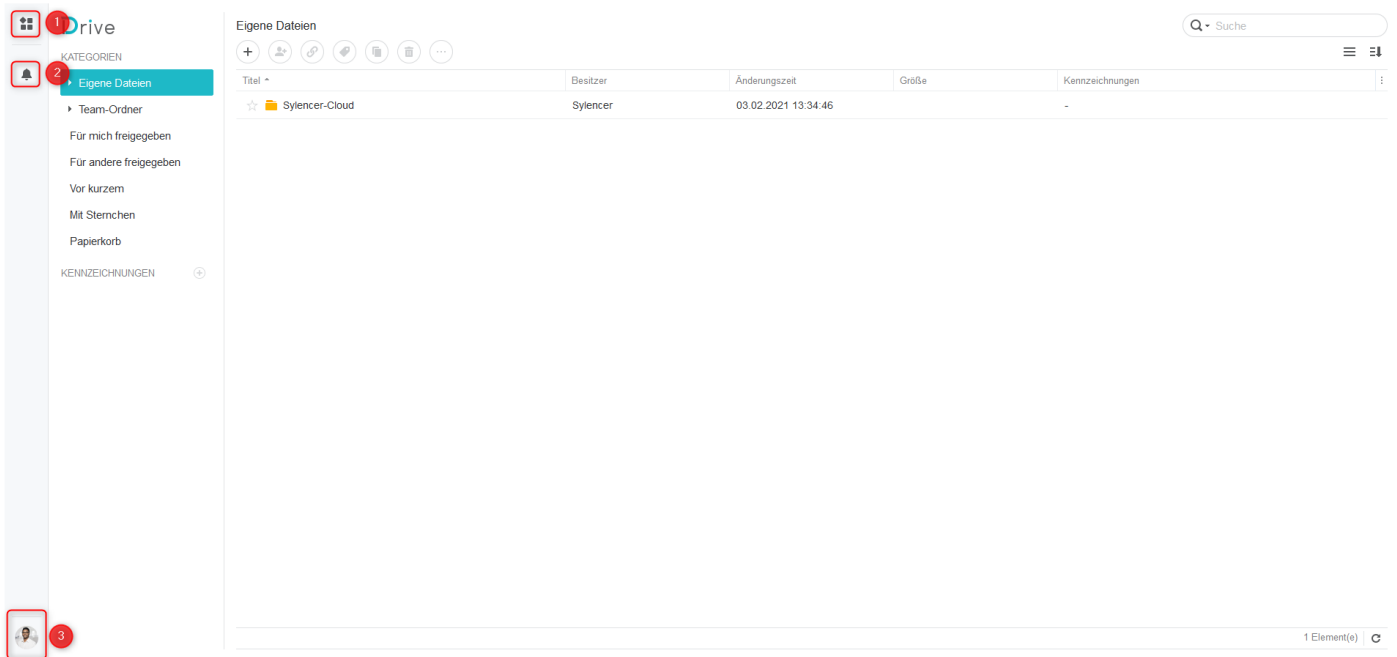 1
Drive
Eigene Dateien
Suche
KATEGORIEN
2
Eigene Dateien
Titel
Besitzer
Änderungszeit
Größe
Kennzeichnungen
Team-Ordner
Sylencer-Cloud
Sylencer
03.02.2021 13:34:46
-
Für mich freigegeben
Für andere freigegeben
Vor kurzem
Mit Sternchen
Papierkorb
KENNZEICHNUNGEN
3
1 Element(e)